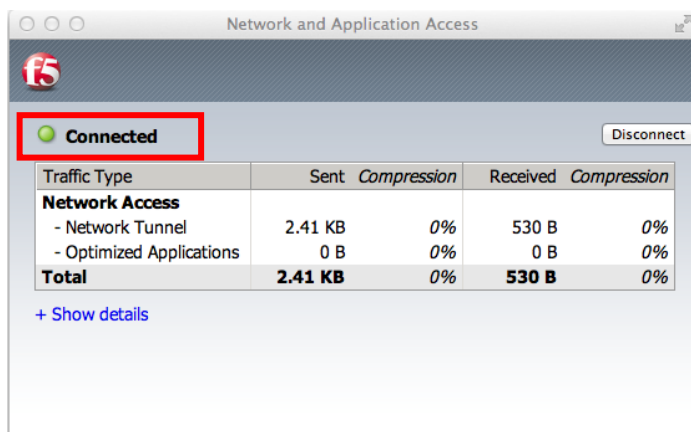 Network and Application Access
f5
Connected
Disconnect
Traffic Type Sent Compression Received Compression
Network Access
- Network Tunnel 2.41 KB 0% 530 B 0%
- Optimized Applications 0 B 0% 0 B 0%
Total 2.41 KB 0% 530 B 0%
+ Show details